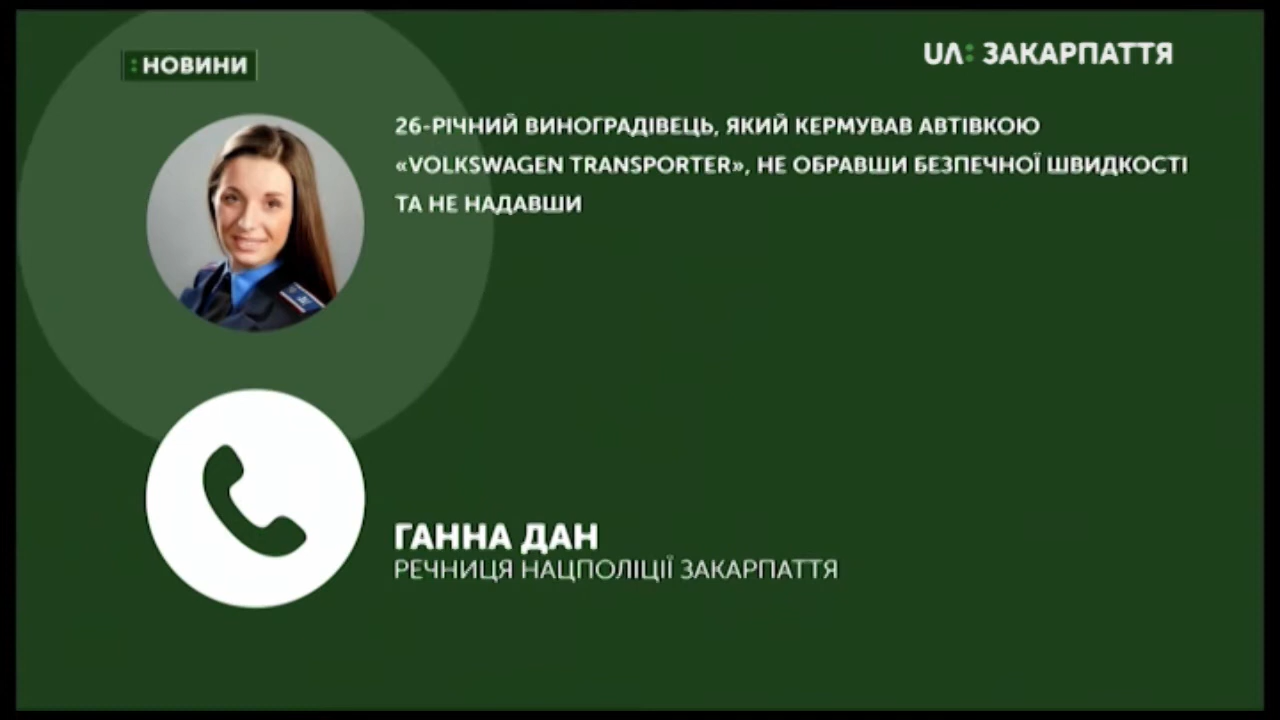 :НОВИНИ
UA: ЗАКАРПАТТЯ
26-РІЧНИЙ ВИНОГРАДІВЕЦЬ, ЯКИЙ КЕРМУВАВ АВТІВКОЮ
«VOLKSWAGEN TRANSPORTER», НЕ ОБРАВШИ БЕЗПЕЧНОЇ ШВИДКОСТІ
ТА НЕ НАДАВШИ
ГАННА ДАН
РЕЧНИЦЯ НАЦПОЛІЦІЇ ЗАКАРПАТТЯ